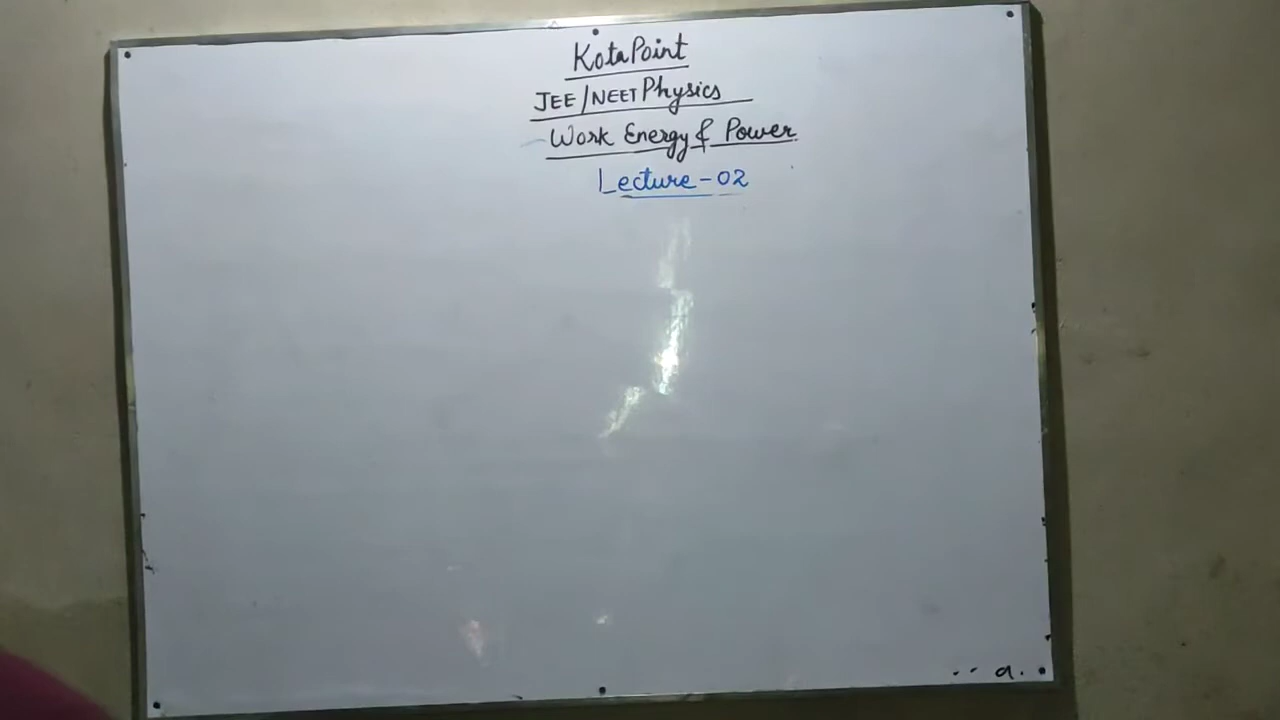 KotaPoint
JEE/NEET Physics
Work Energy & Power
Lecture-02
a.